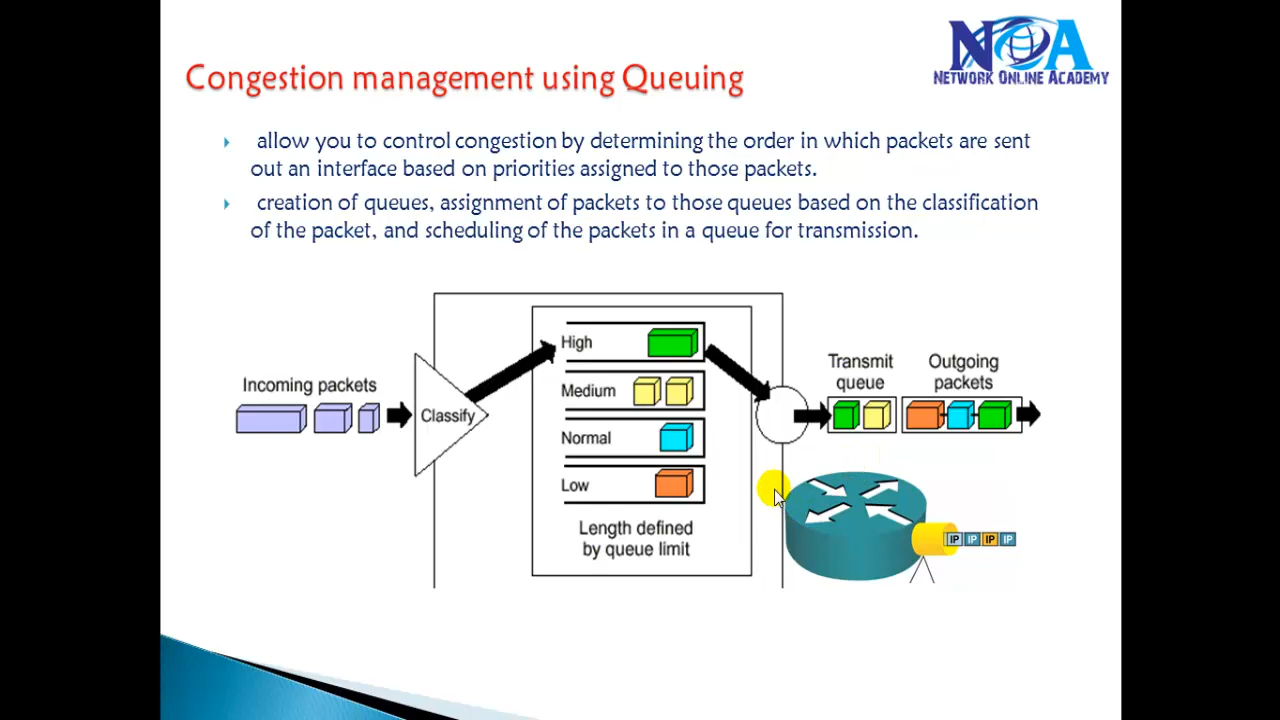 NOA
NETWORK ONLINE ACADEMY
Congestion management using Queuing
allow you to control congestion by determining the order in which packets are sent
out an interface based on priorities assigned to those packets.
creation of queues, assignment of packets to those queues based on the classification
of the packet, and scheduling of the packets in a queue for transmission.
Incoming packets
Classify
High
Medium
Normal
Low
Length defined
by queue limit
Transmit
queue
Outgoing
packets
IP IP IP IP